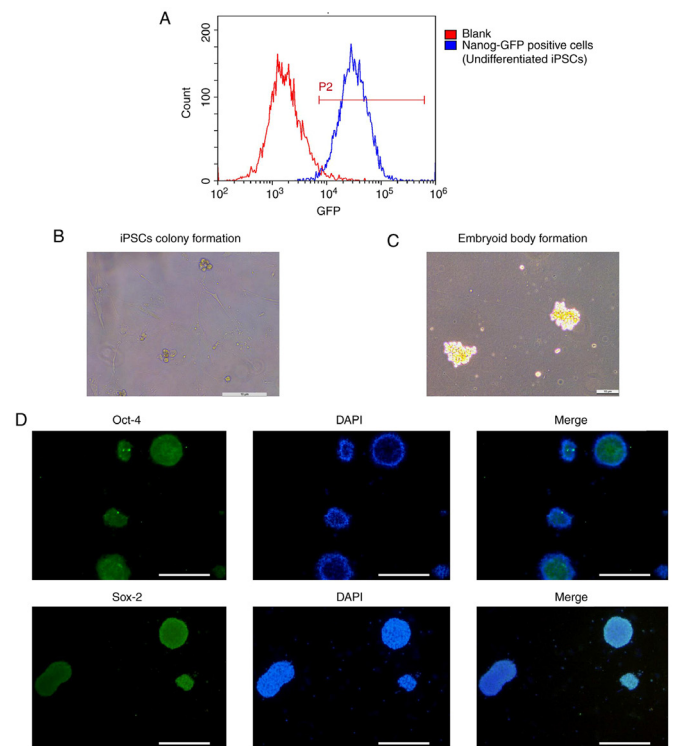 A
Blank
Nanog-GFP positive cells
(Undifferentiated iPSCs)
P2
Count
200
100
0
10² 10³ 10⁴ 10⁵ 10⁶
GFP
B
iPSCs colony formation
C
Embryoid body formation
D
Oct-4
DAPI
Merge
Sox-2
DAPI
Merge